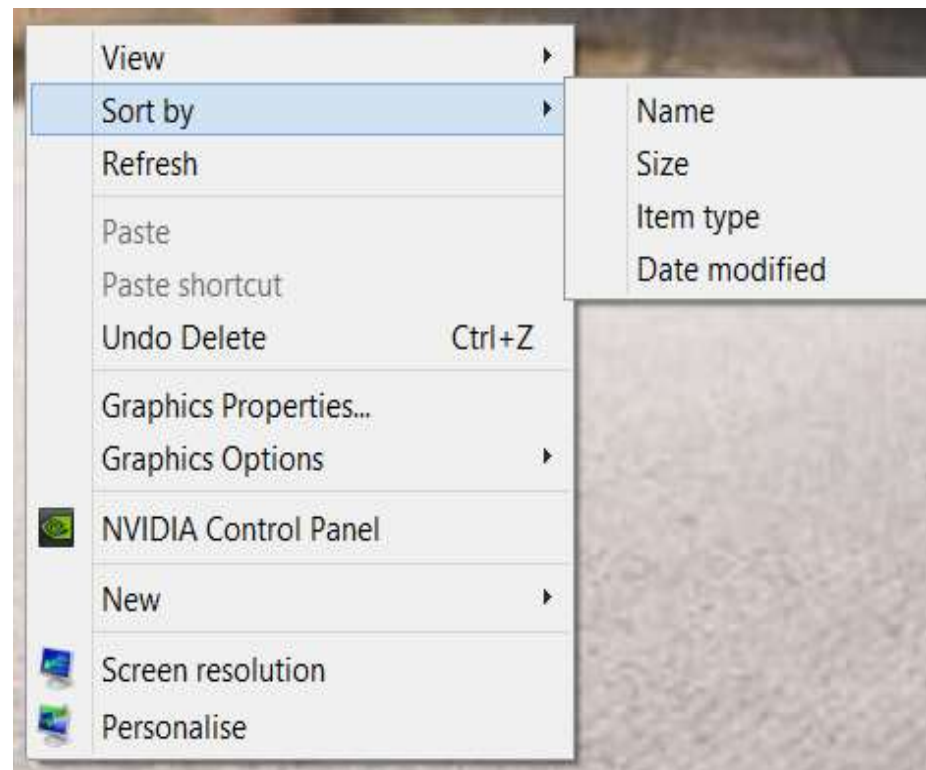 View
Sort by
Name
Refresh
Size
Item type
Paste
Paste shortcut
Date modified
Undo Delete Ctrl+Z
Graphics Properties...
Graphics Options
NVIDIA Control Panel
New
Screen resolution
Personalise